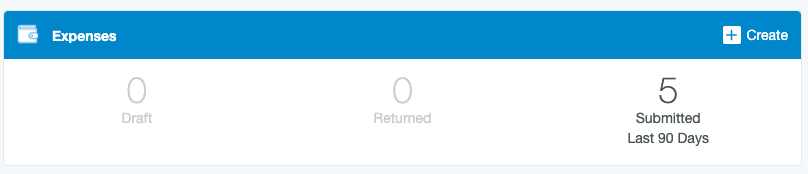 Expenses
Create
0
Draft
0
Returned
5
Submitted
Last 90 Days